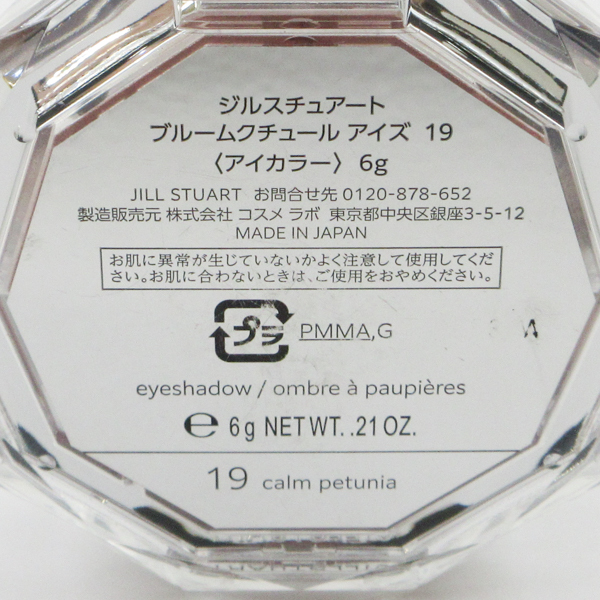 ジルスチュアート
ブルームクチュール アイズ 19
〈アイカラー〉 6g
JILL STUART お問合せ先 0120-878-652
製造販売元 株式会社 コスメ ラボ 東京都中央区銀座3-5-12
MADE IN JAPAN
お肌に異常が生じていないかよく注意して使用してくだ
さい。お肌に合わないときは、ご使用をおやめください。
プラ PMMA,G
eyeshadow / ombre à paupières
℮ 6g NET WT. .21 OZ.
19 calm petunia